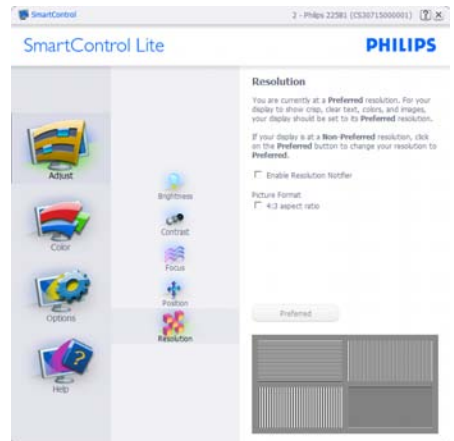 SmartControl
2 - Philips 225B1 (CS30715000001)
SmartControl Lite
PHILIPS
Adjust
Color
Options
Help
Brightness
Contrast
Focus
Position
Resolution
Resolution
You are currently at a Preferred resolution. For your
display to show crisp, clear text, colors, and images,
your display should be set to its Preferred resolution.
If your display is at a Non-Preferred resolution, click
on the Preferred button to change your resolution to
Preferred.
Enable Resolution Notifier
Picture Format
4:3 aspect ratio
Preferred